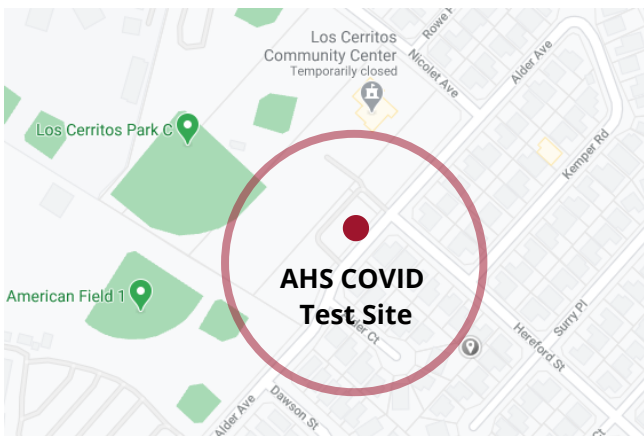 Los Cerritos
Community Center
Temporarily closed
Nicolet Ave
Alder Ave
Los Cerritos Park C
Kemper Rd
AHS COVID
Test Site
American Field 1
Ct
Surry Pl
Hereford St
Alder Ave
Dawson St